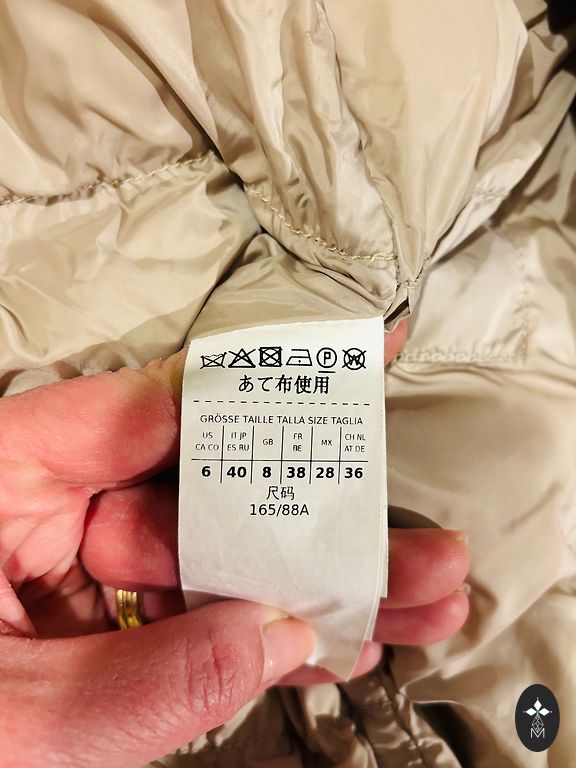 P W
あて布使用
GRÖSSE TAILLE TALLA SIZE TAGLIA
US CA CO | IT JP ES RU | GB | FR BE | MX | CH NL AT DE
6 | 40 | 8 | 38 | 28 | 36
尺码
165/88A
M